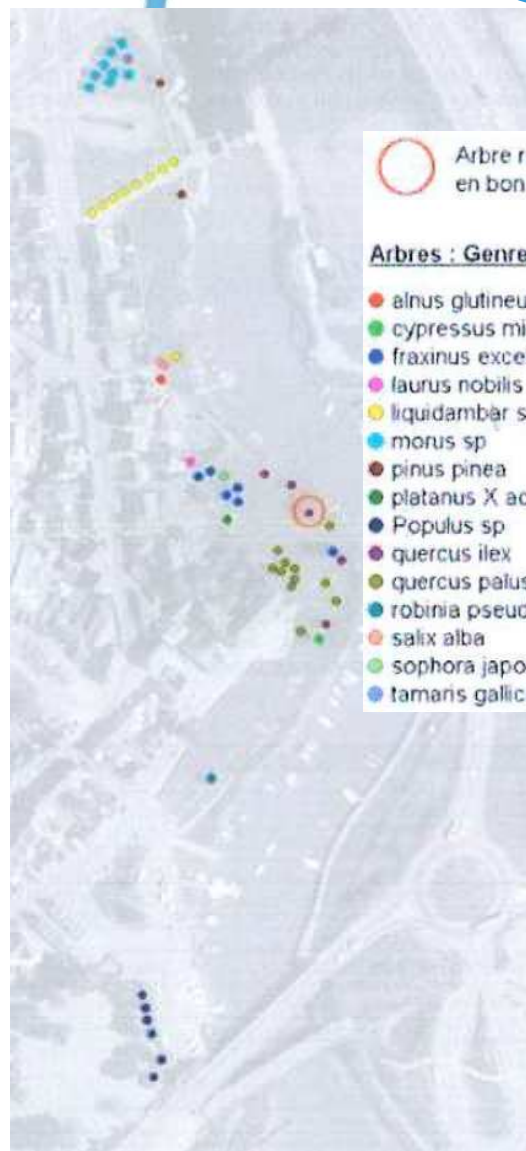 Arbre r
en bon
Arbres : Genre
alnus glutineu
cypressus mi
fraxinus exce
laurus nobilis
liquidambar s
morus sp
pinus pinea
platanus X ac
Populus sp
quercus ilex
quercus palus
robinia pseud
salix alba
sophora japo
tamaris gallic